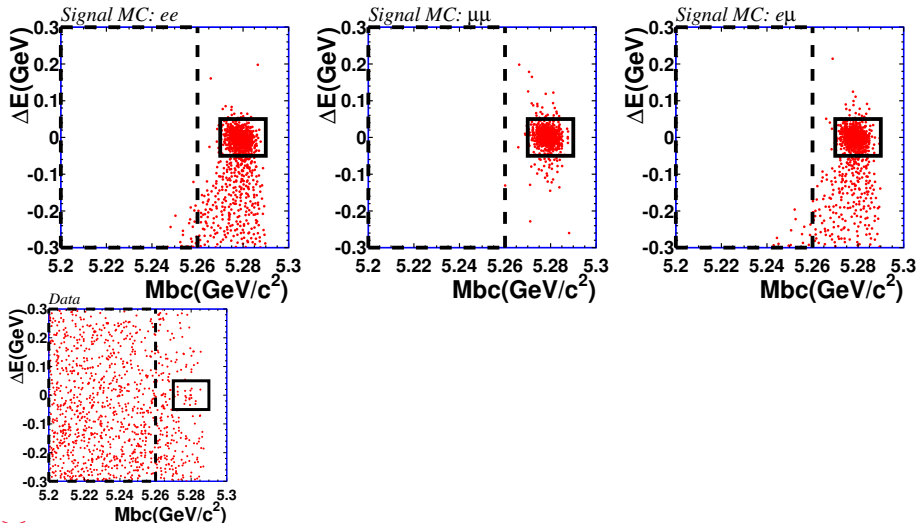 Signal MC: ee
Signal MC: μμ
Signal MC: eμ
ΔE(GeV)
0.3
0.2
0.1
0
-0.1
-0.2
-0.3
5.2 5.22 5.24 5.26 5.28 5.3
Mbc(GeV/c²)
ΔE(GeV)
0.3
0.2
0.1
0
-0.1
-0.2
-0.3
5.2 5.22 5.24 5.26 5.28 5.3
Mbc(GeV/c²)
ΔE(GeV)
0.3
0.2
0.1
0
-0.1
-0.2
-0.3
5.2 5.22 5.24 5.26 5.28 5.3
Mbc(GeV/c²)
Data
ΔE(GeV)
0.3
0.2
0.1
0
-0.1
-0.2
-0.3
5.2 5.22 5.24 5.26 5.28 5.3
Mbc(GeV/c²)